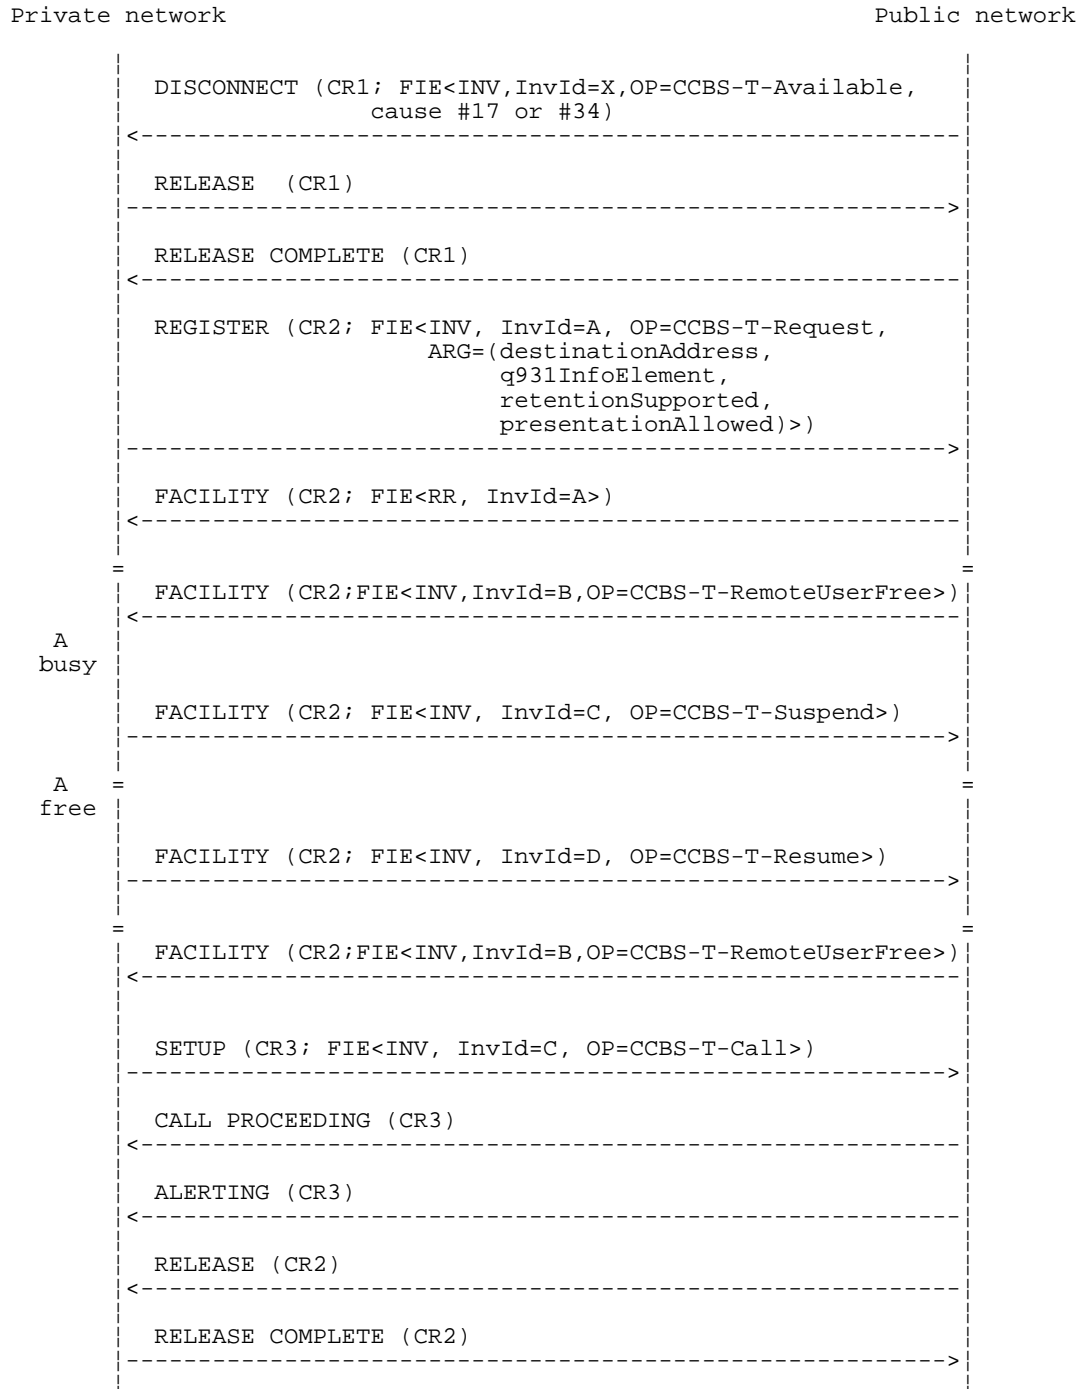 Private network Public network
DISCONNECT (CR1; FIE<INV,InvId=X,OP=CCBS-T-Available,
cause #17 or #34)
RELEASE (CR1)
RELEASE COMPLETE (CR1)
REGISTER (CR2; FIE<INV, InvId=A, OP=CCBS-T-Request,
ARG=(destinationAddress,
q931InfoElement,
retentionSupported,
presentationAllowed)>)
FACILITY (CR2; FIE<RR, InvId=A>)
FACILITY (CR2;FIE<INV,InvId=B,OP=CCBS-T-RemoteUserFree>)
A
busy
FACILITY (CR2; FIE<INV, InvId=C, OP=CCBS-T-Suspend>)
A
free
FACILITY (CR2; FIE<INV, InvId=D, OP=CCBS-T-Resume>)
FACILITY (CR2;FIE<INV,InvId=B,OP=CCBS-T-RemoteUserFree>)
SETUP (CR3; FIE<INV, InvId=C, OP=CCBS-T-Call>)
CALL PROCEEDING (CR3)
ALERTING (CR3)
RELEASE (CR2)
RELEASE COMPLETE (CR2)